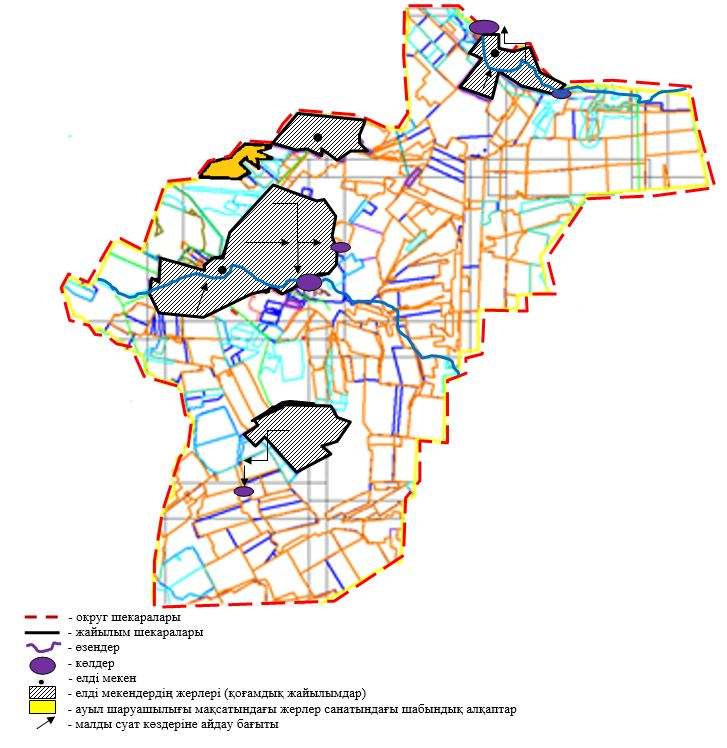 - округ шекаралары
- жайылым шекаралары
- өзендер
- көлдер
- елді мекен
- елді мекендердің жерлері (қоғамдық жайылымдар)
- ауыл шаруашылығы мақсатындағы жерлер санатындағы шабындық алқаптар
- малды суат көздеріне айдау бағыты